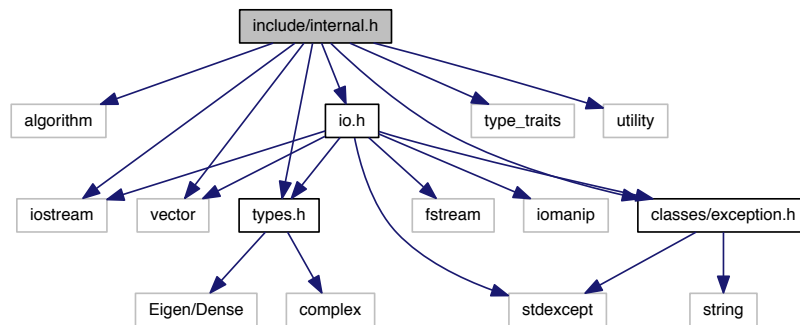 include/internal.h
algorithm
io.h
type_traits
utility
iostream
vector
types.h
fstream
iomanip
classes/exception.h
Eigen/Dense
complex
stdexcept
string